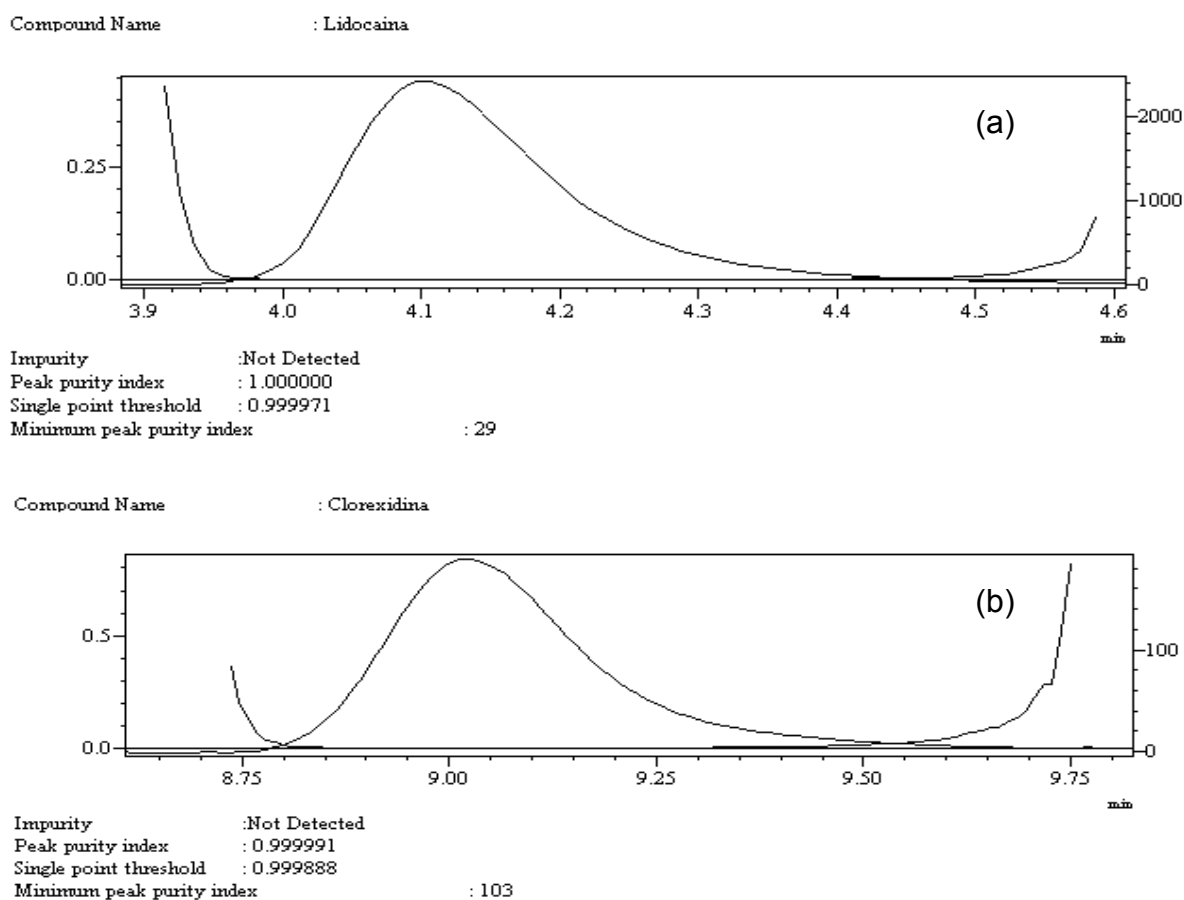 Compound Name : Lidocaina
(a)
0.25
0.00
2000
1000
0
3.9 4.0 4.1 4.2 4.3 4.4 4.5 4.6
min
Impurity :Not Detected
Peak purity index : 1.000000
Single point threshold : 0.999971
Minimum peak purity index : 29
Compound Name : Clorexidina
(b)
0.5
0.0
100
0
8.75 9.00 9.25 9.50 9.75
min
Impurity :Not Detected
Peak purity index : 0.999991
Single point threshold : 0.999888
Minimum peak purity index : 103